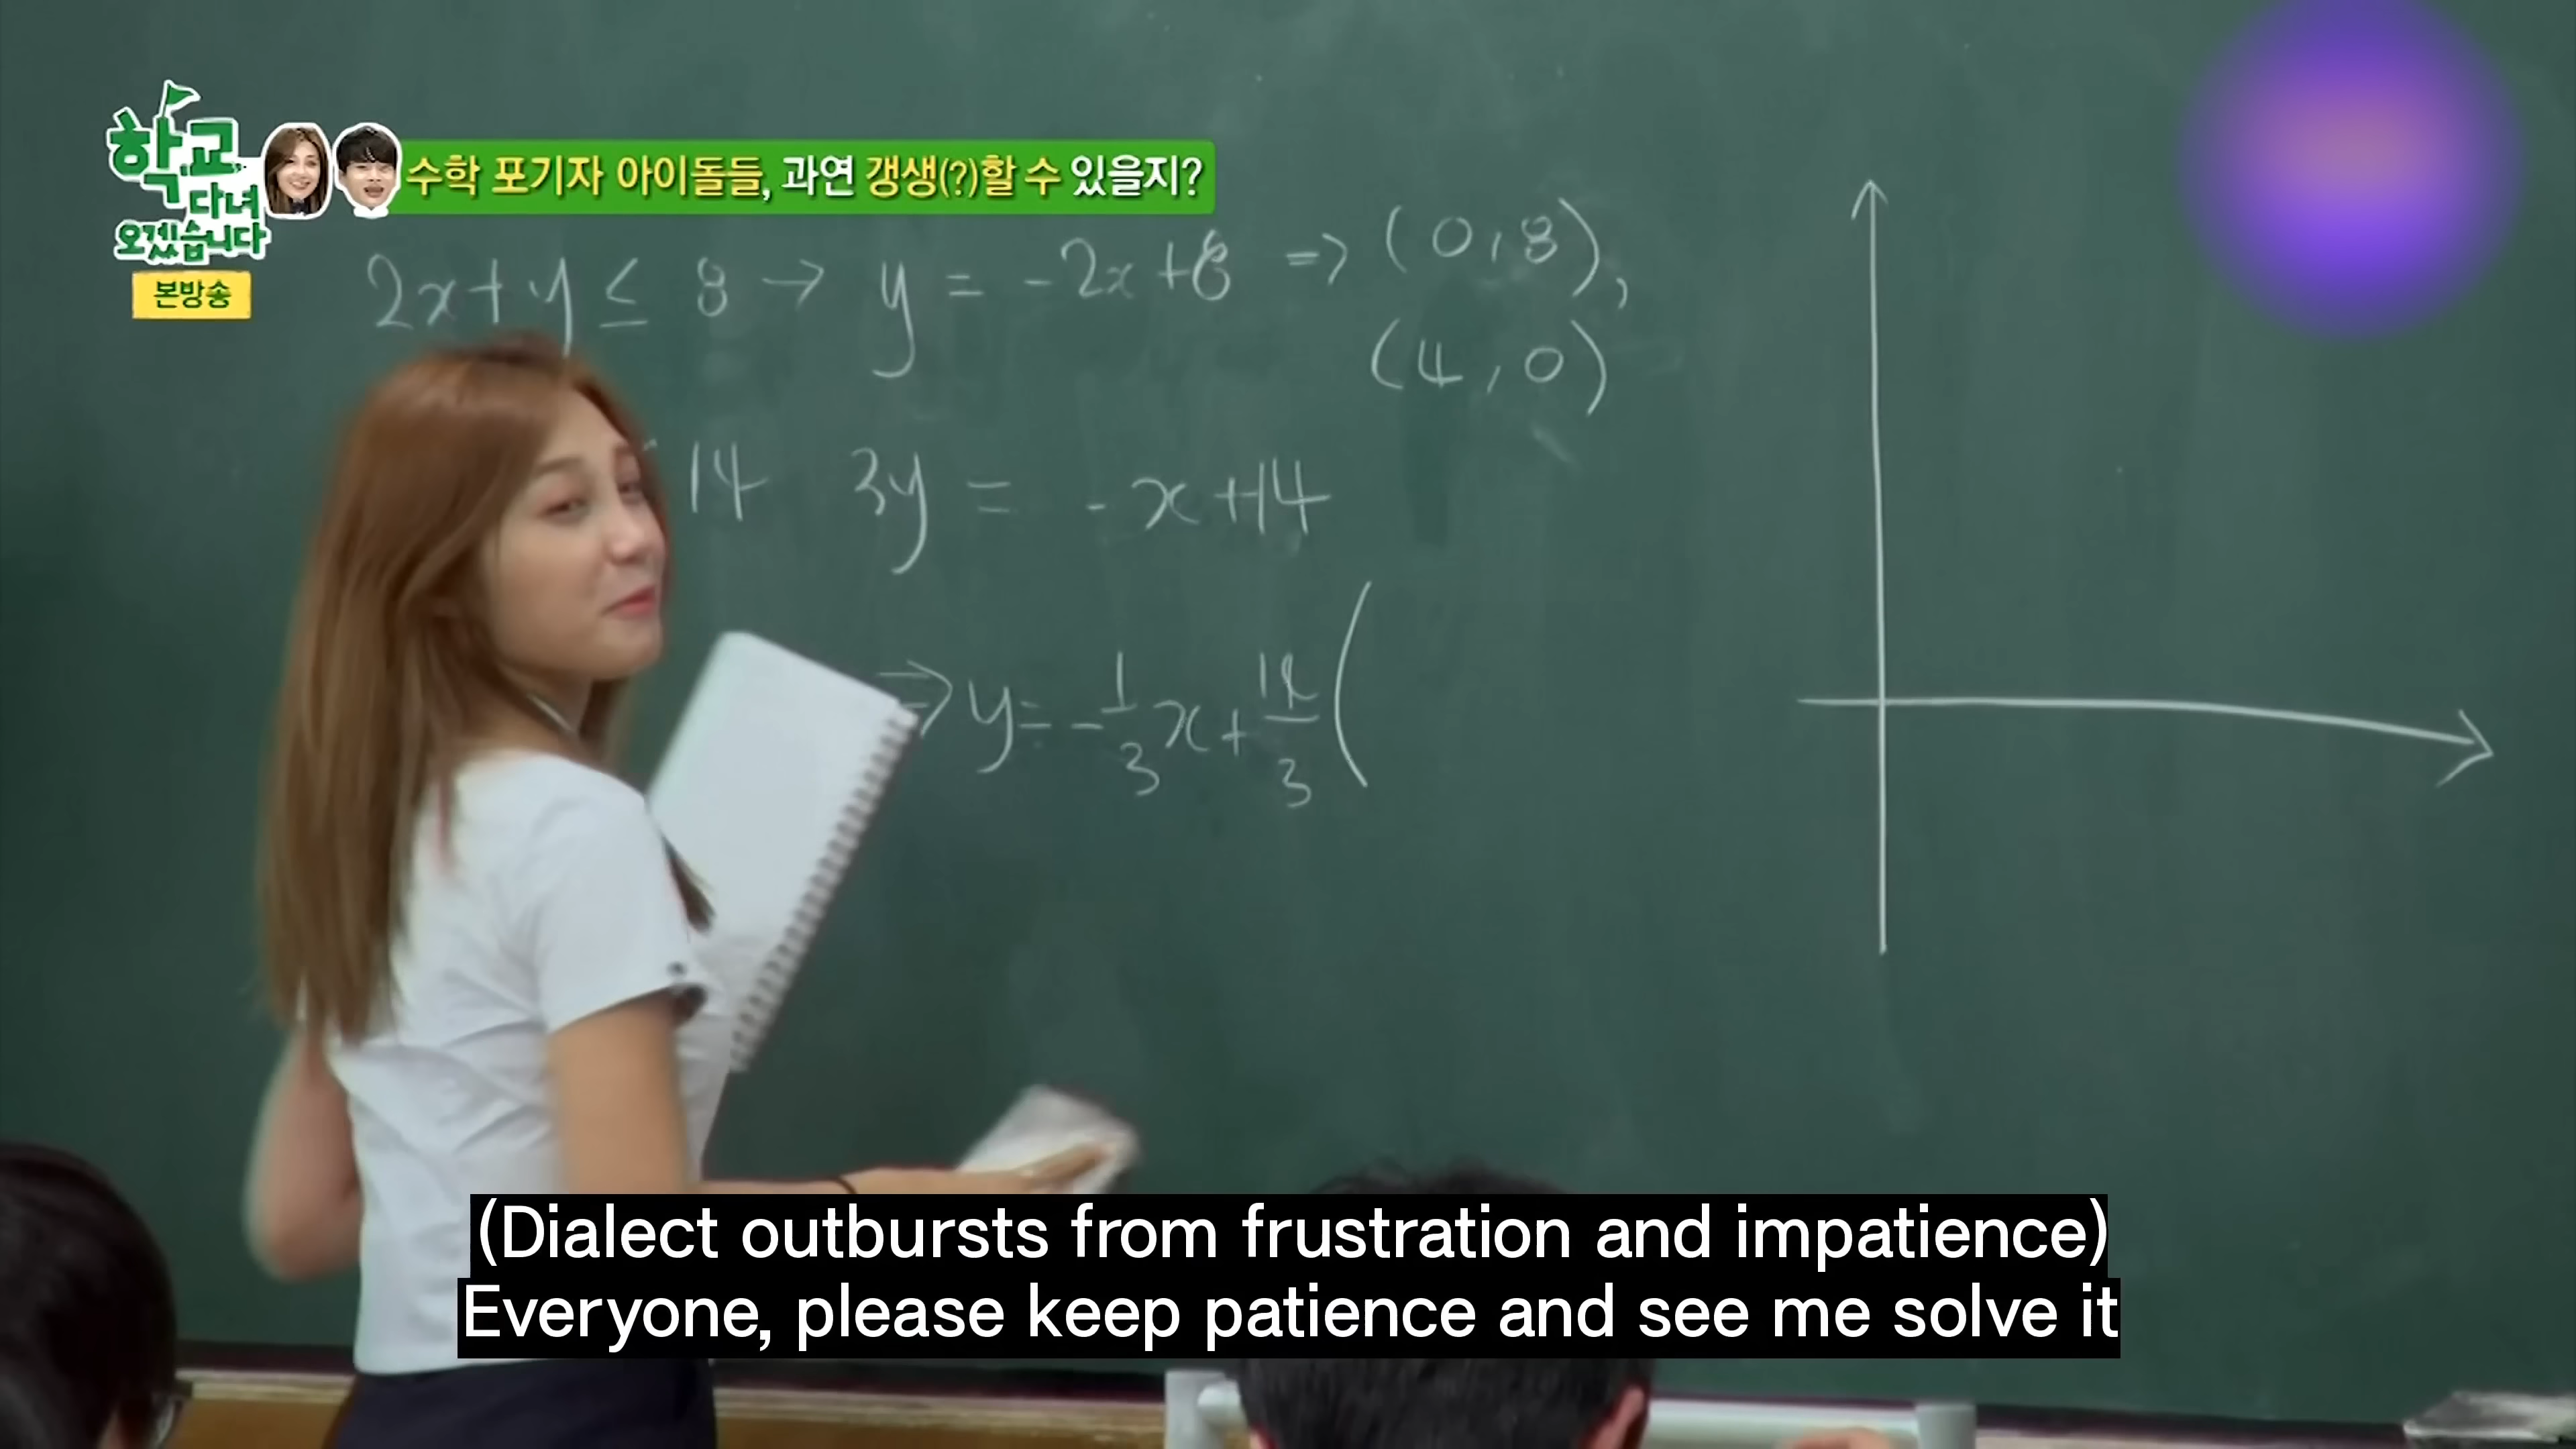 학교
다녀
오겠습니다
본방송
수학 포기자 아이돌들, 과연 갱생(?)할 수 있을지?
2x+y ≤ 8 → y = -2x+8 => (0,8),
(4,0)
14 3y = -x+14
⇒ y = -1/3 x + 14/3 (
(Dialect outbursts from frustration and impatience)
Everyone, please keep patience and see me solve it